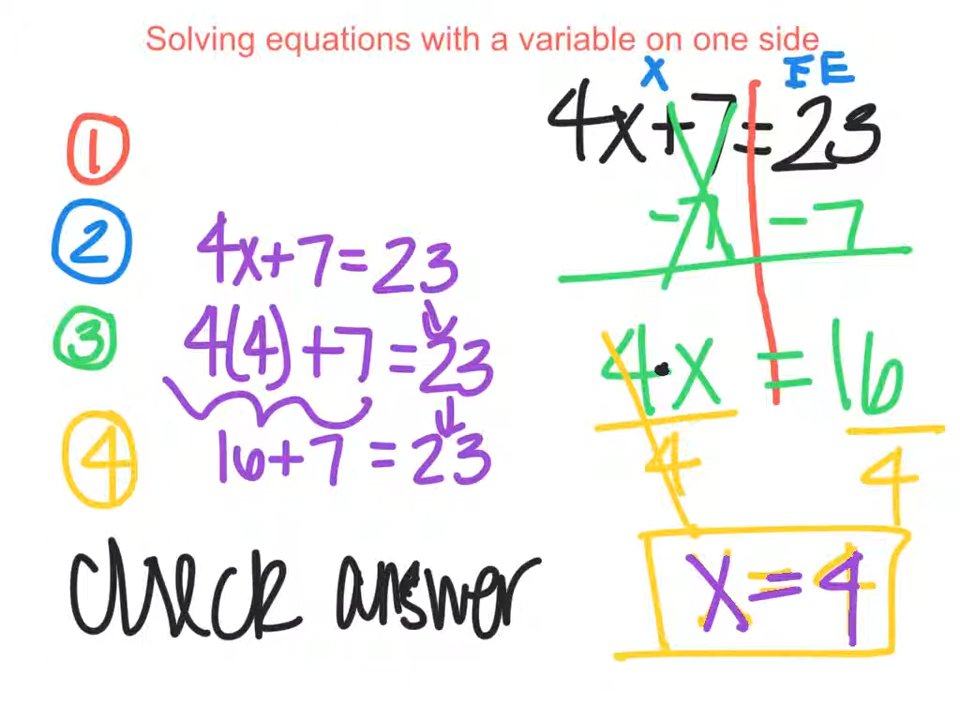 Solving equations with a variable on one side
X FE
4x+7=23
-7 -7
4•x = 16
4 4
x=4
1
2
3
4
4x+7=23
4(4)+7=23
16+7=23
check answer